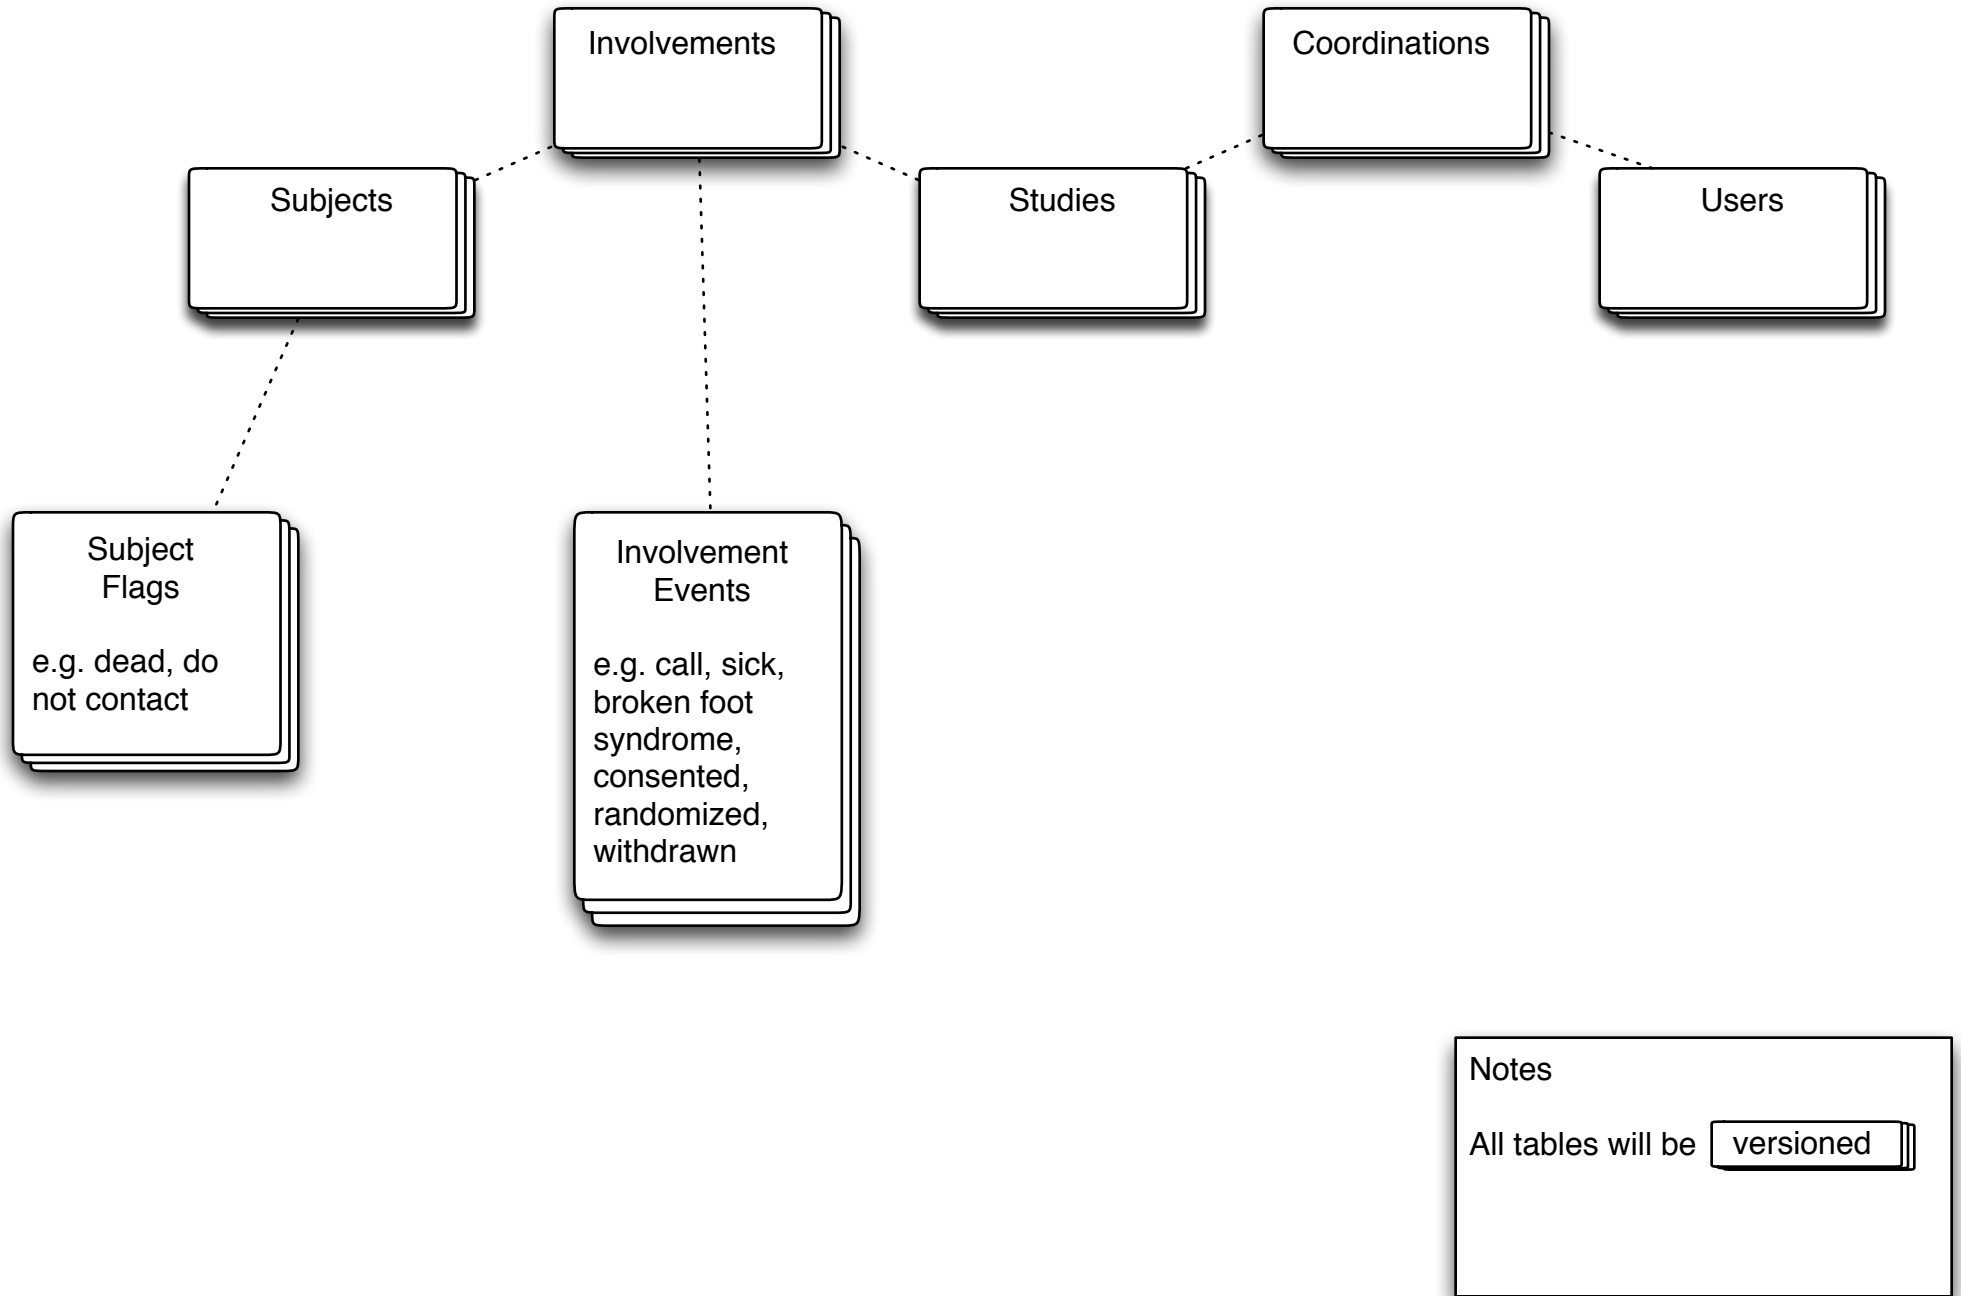 Involvements
Coordinations
Subjects
Studies
Users
Subject
Flags
e.g. dead, do
not contact
Involvement
Events
e.g. call, sick,
broken foot
syndrome,
consented,
randomized,
withdrawn
Notes
All tables will be versioned